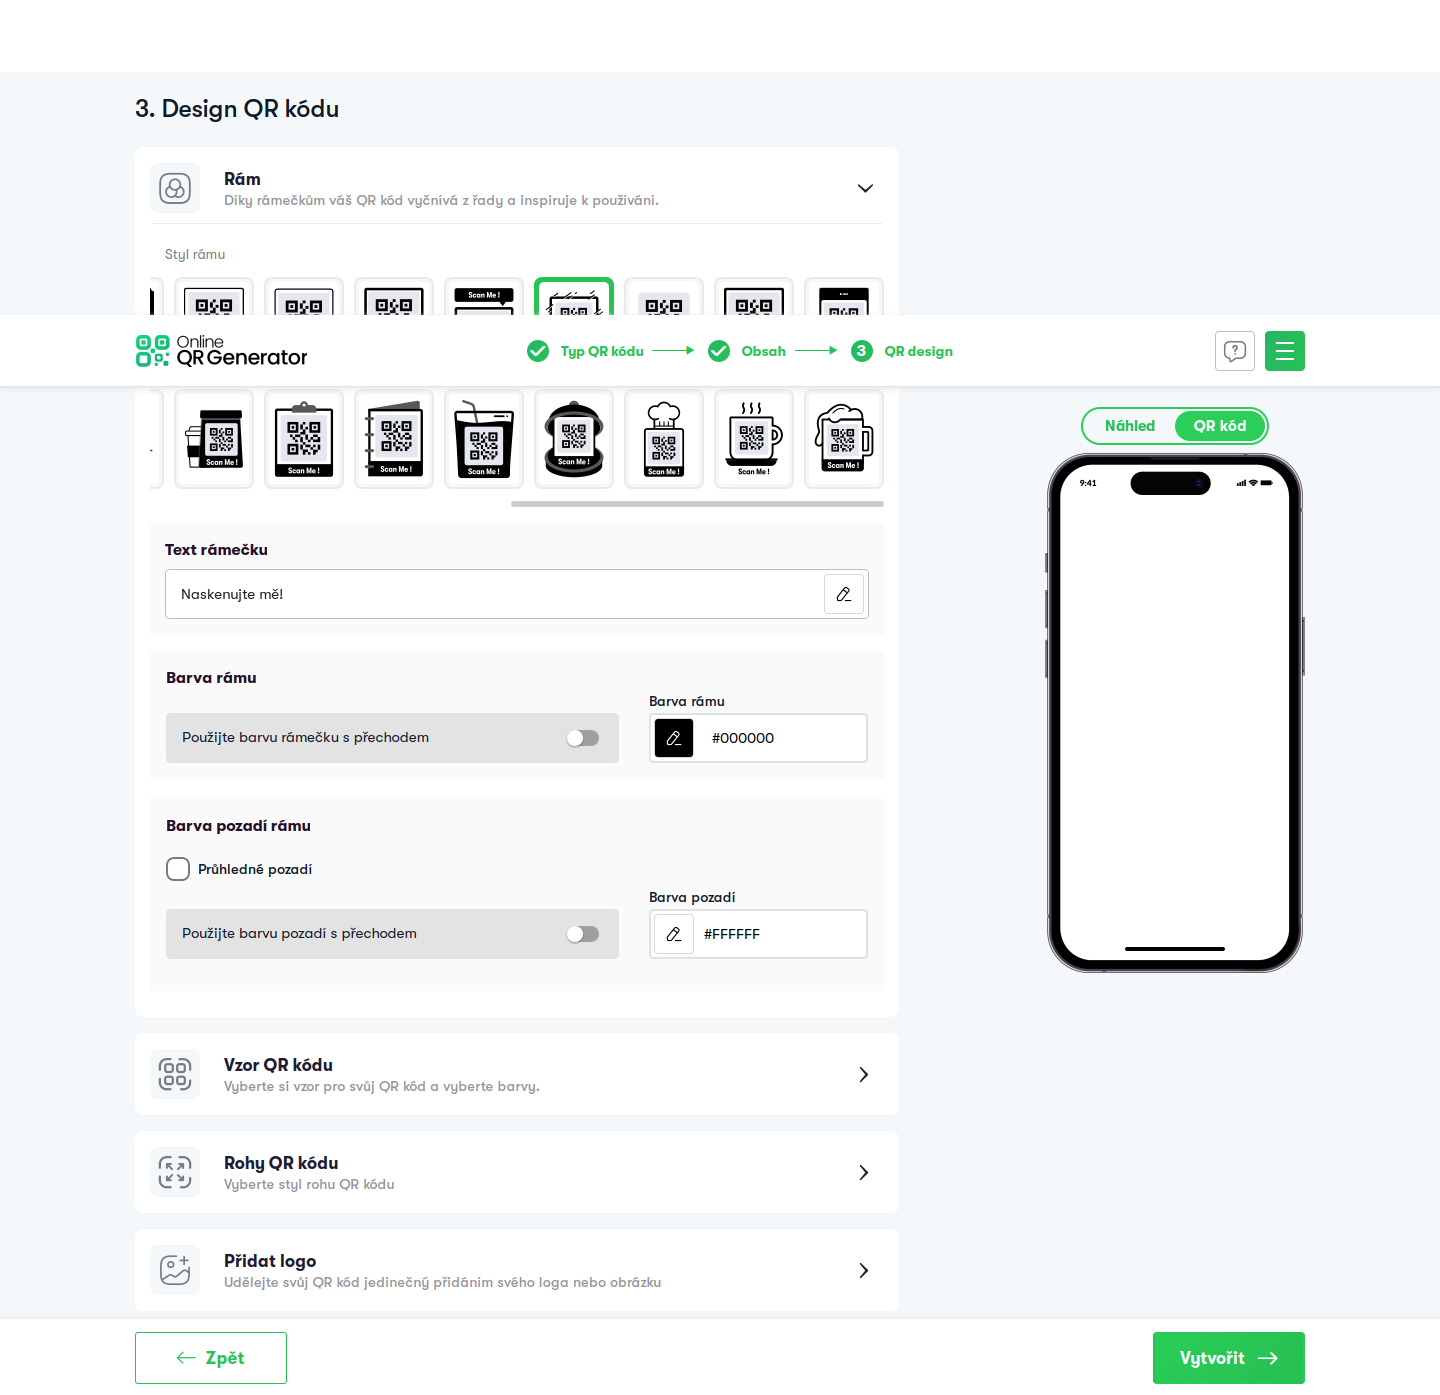 3. Design QR kódu
Rám
Díky rámečkům váš QR kód vyčnívá z řady a inspiruje k používání.
Styl rámu
Scan Me !
Online
QR Generator
Typ QR kódu
Obsah
3
QR design
Scan Me !
Scan Me !
Scan Me !
Scan Me !
Scan Me !
Scan Me !
Scan Me !
Scan Me !
Náhled
QR kód
9:41
Text rámečku
Naskenujte mě!
Barva rámu
Barva rámu
Použijte barvu rámečku s přechodem
#000000
Barva pozadí rámu
Průhledné pozadí
Barva pozadí
Použijte barvu pozadí s přechodem
#FFFFFF
Vzor QR kódu
Vyberte si vzor pro svůj QR kód a vyberte barvy.
Rohy QR kódu
Vyberte styl rohu QR kódu
Přidat logo
Udělejte svůj QR kód jedinečný přidáním svého loga nebo obrázku
Zpět
Vytvořit